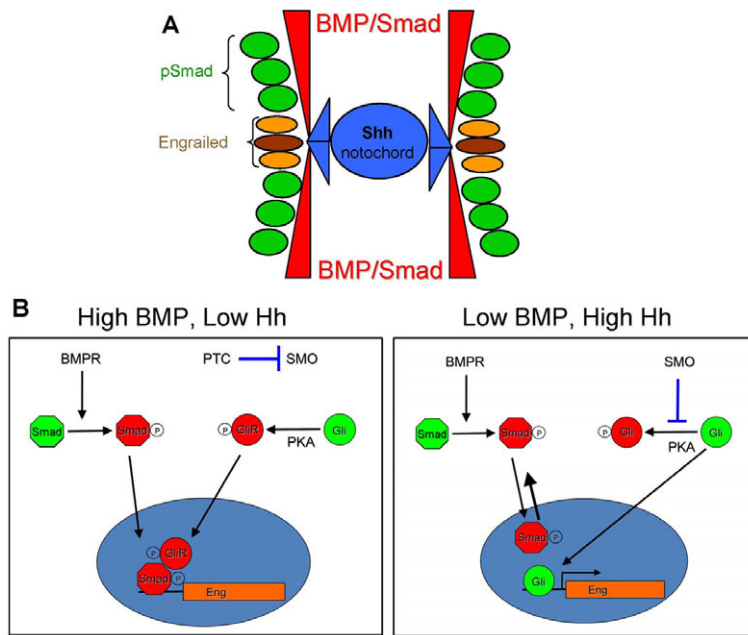 A
BMP/Smad
pSmad
Engrailed
Shh
notochord
BMP/Smad
B
High BMP, Low Hh
BMPR
PTC
SMO
Smad
Smad
P
P
GliR
PKA
Gli
P
GliR
Smad
P
Eng
Low BMP, High Hh
BMPR
SMO
Smad
Smad
P
P
Gli
PKA
Gli
Smad
P
Gli
Eng